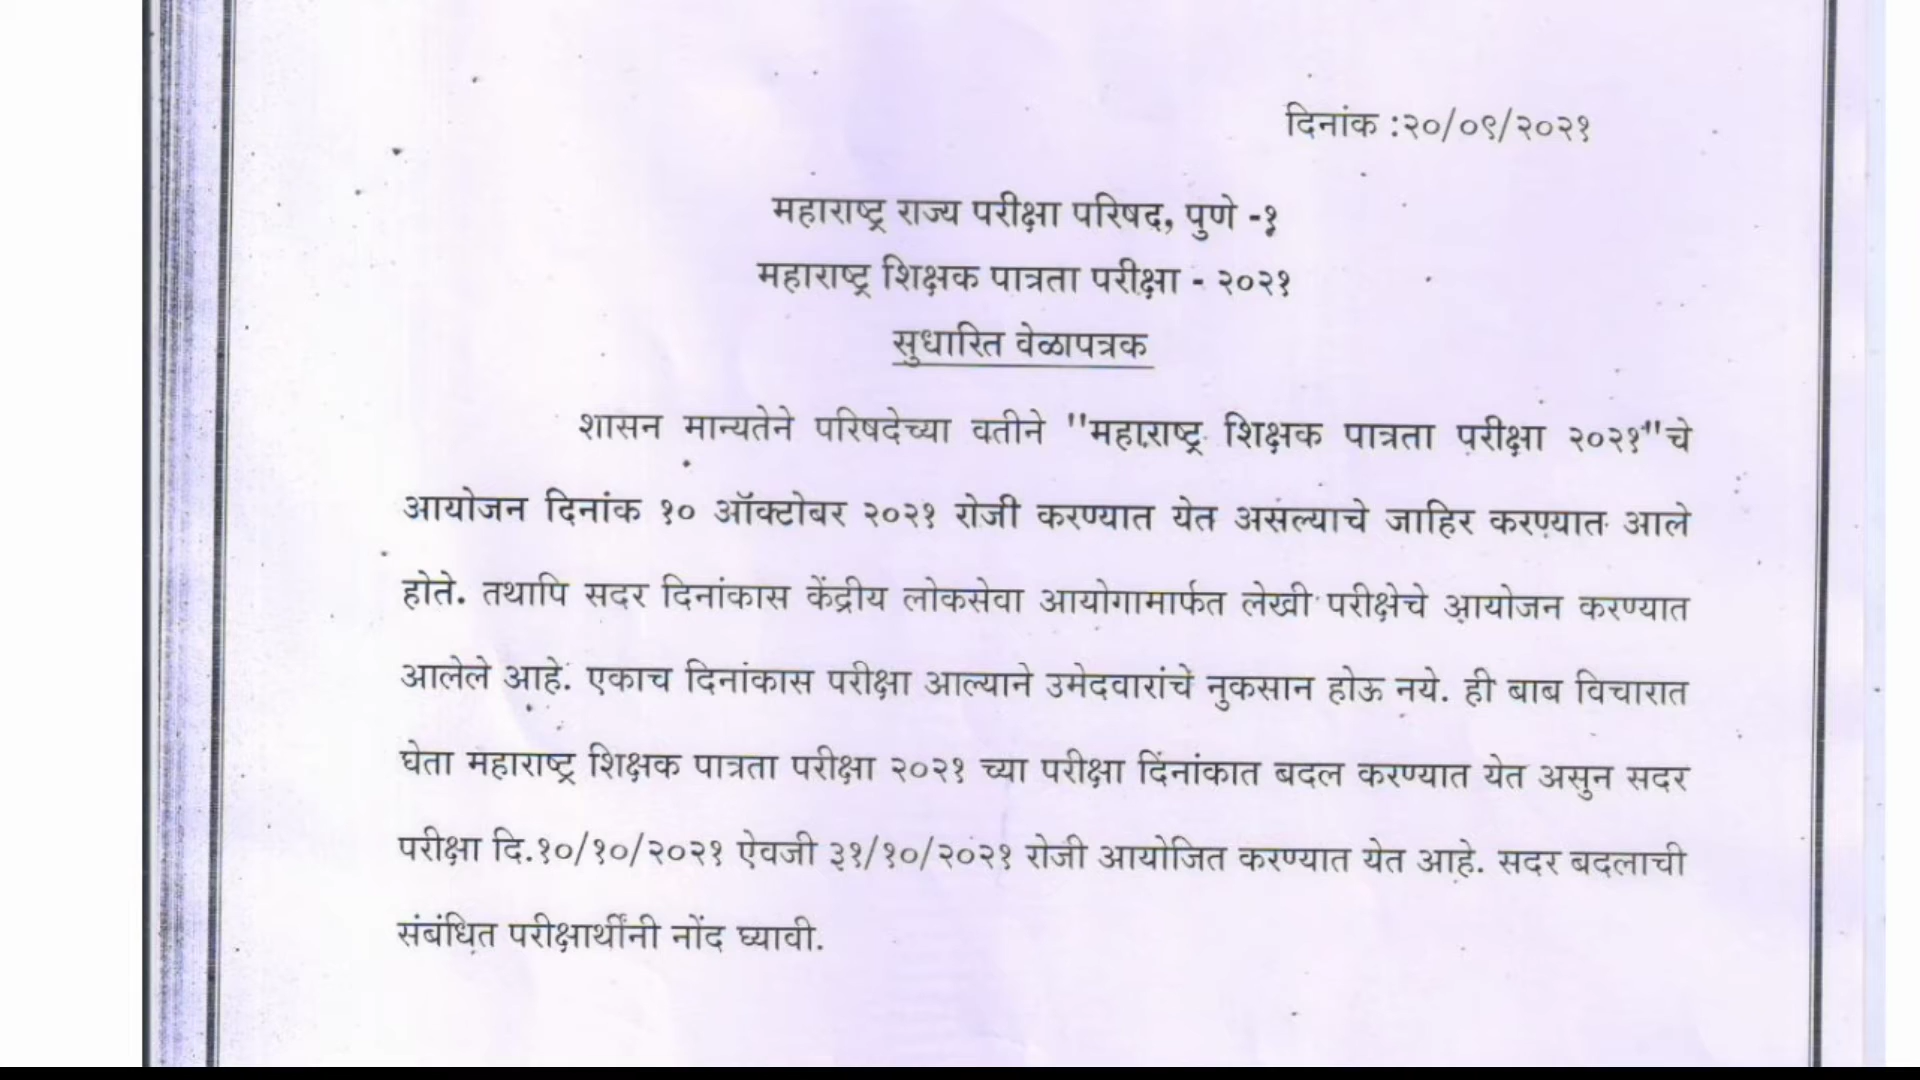 दिनांक :२०/०९/२०२१
महाराष्ट्र राज्य परीक्षा परिषद, पुणे -१
महाराष्ट्र शिक्षक पात्रता परीक्षा - २०२१
सुधारित वेळापत्रक
शासन मान्यतेने परिषदेच्या वतीने "महाराष्ट्र शिक्षक पात्रता परीक्षा २०२१"चे
आयोजन दिनांक १० ऑक्टोबर २०२१ रोजी करण्यात येत असल्याचे जाहिर करण्यात आले
होते. तथापि सदर दिनांकास केंद्रीय लोकसेवा आयोगामार्फत लेखी परीक्षेचे आयोजन करण्यात
आलेले आहे. एकाच दिनांकास परीक्षा आल्याने उमेदवारांचे नुकसान होऊ नये. ही बाब विचारात
घेता महाराष्ट्र शिक्षक पात्रता परीक्षा २०२१ च्या परीक्षा दिनांकात बदल करण्यात येत असुन सदर
परीक्षा दि.१०/१०/२०२१ ऐवजी ३१/१०/२०२१ रोजी आयोजित करण्यात येत आहे. सदर बदलाची
संबंधित परीक्षार्थींनी नोंद घ्यावी.